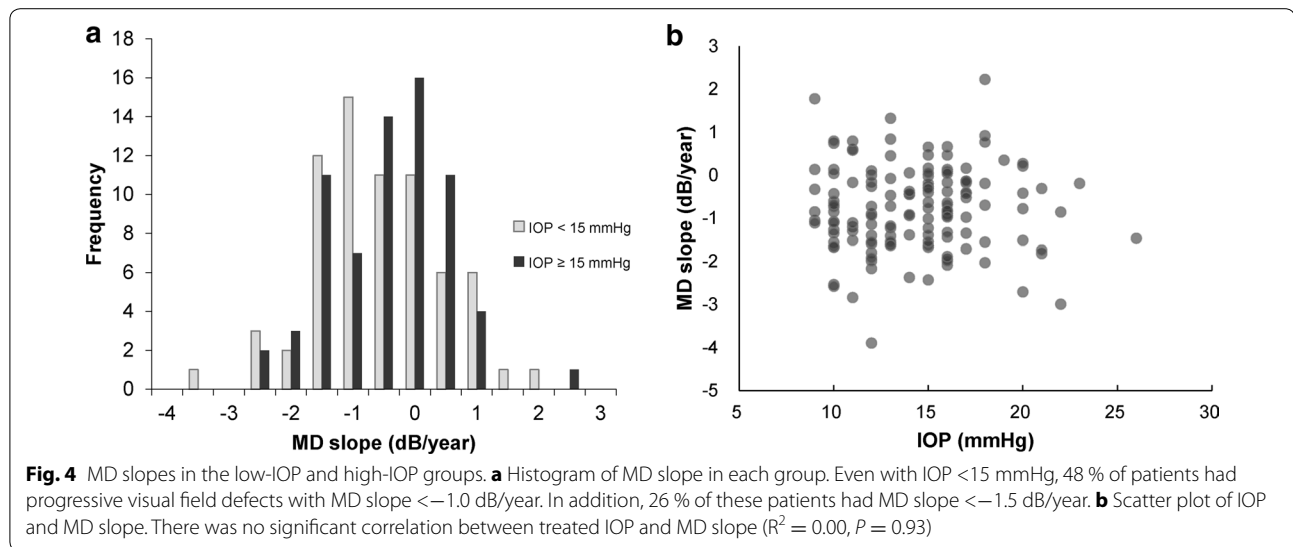 a
18
16
14
12
10
8
6
4
2
0
Frequency
-4 -3 -2 -1 0 1 2 3
MD slope (dB/year)
IOP < 15 mmHg
IOP ≥ 15 mmHg
b
3
2
1
0
-1
-2
-3
-4
-5
MD slope (dB/year)
5 10 15 20 25 30
IOP (mmHg)
Fig. 4 MD slopes in the low-IOP and high-IOP groups. a Histogram of MD slope in each group. Even with IOP <15 mmHg, 48 % of patients had
progressive visual field defects with MD slope <−1.0 dB/year. In addition, 26 % of these patients had MD slope <−1.5 dB/year. b Scatter plot of IOP
and MD slope. There was no significant correlation between treated IOP and MD slope (R² = 0.00, P = 0.93)